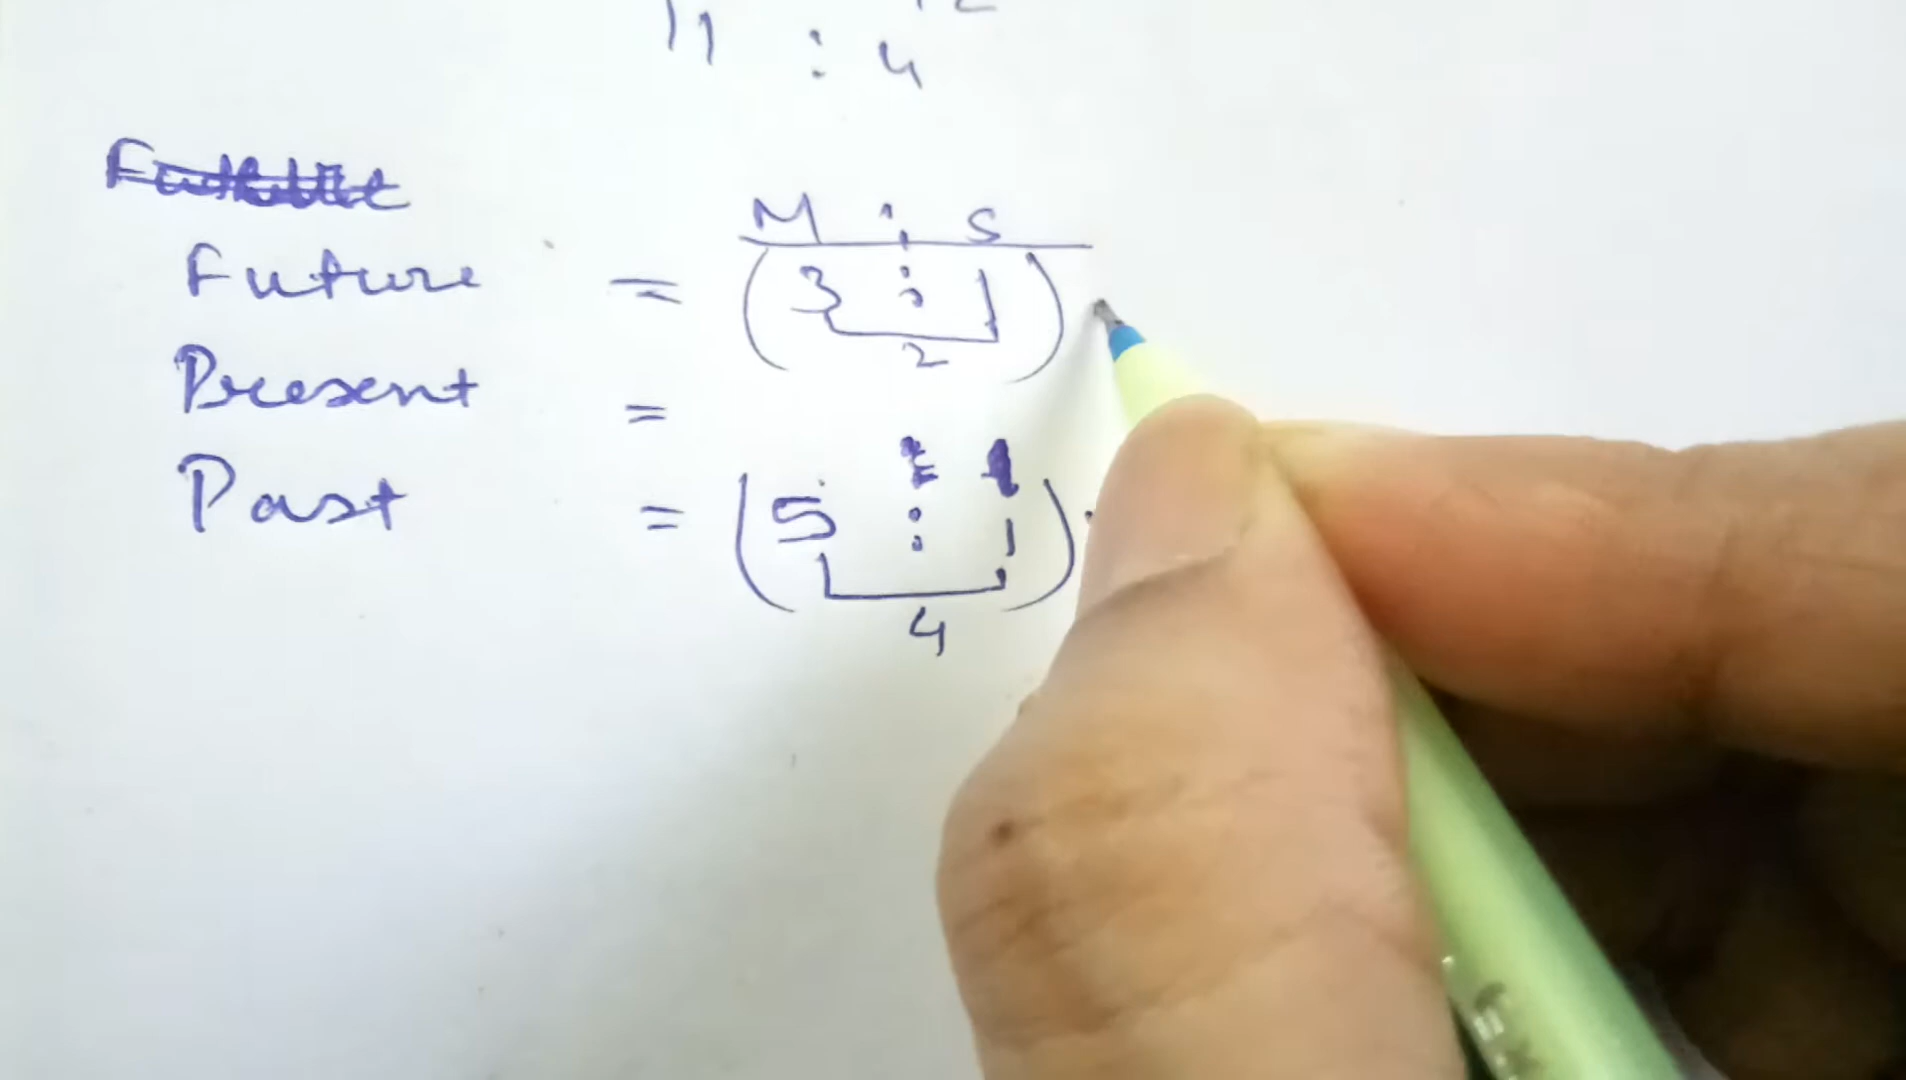 11 : 4
M : S
Future = (3 : 1)
2
Present =
Past = (5 : 1)
4